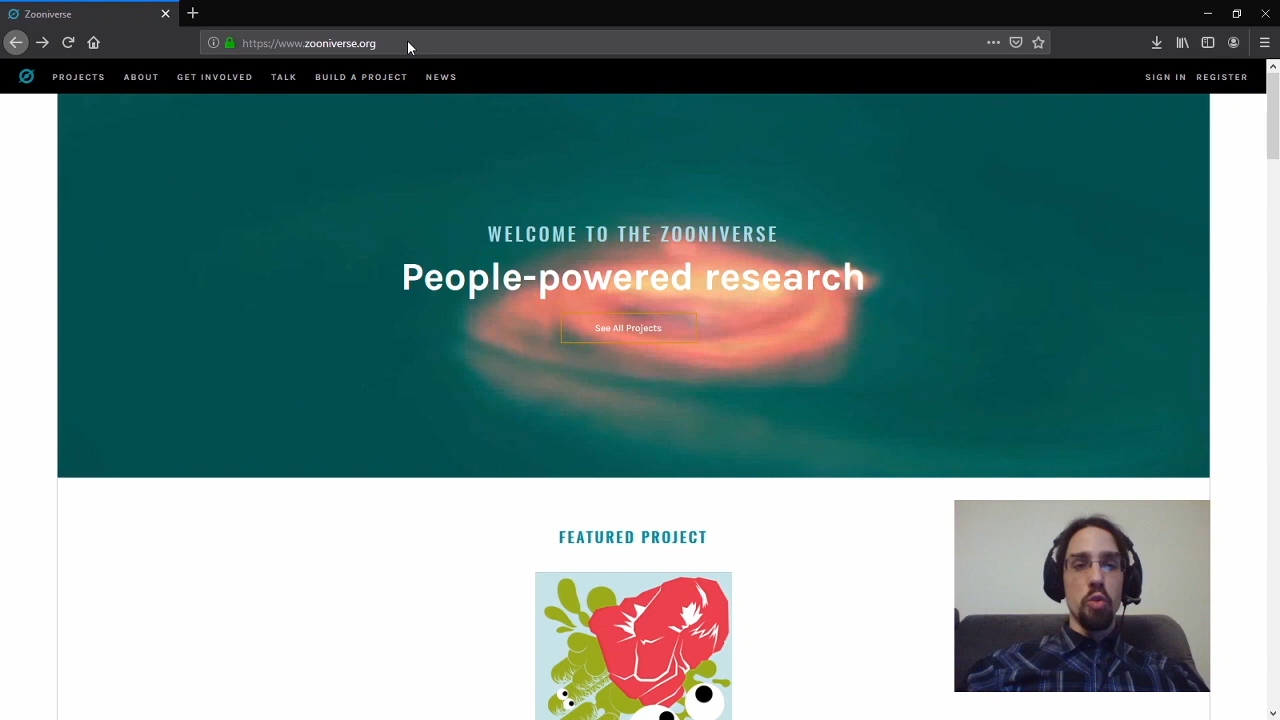 Zooniverse
https://www.zooniverse.org
PROJECTS ABOUT GET INVOLVED TALK BUILD A PROJECT NEWS SIGN IN REGISTER
WELCOME TO THE ZOONIVERSE
People-powered research
See All Projects
FEATURED PROJECT